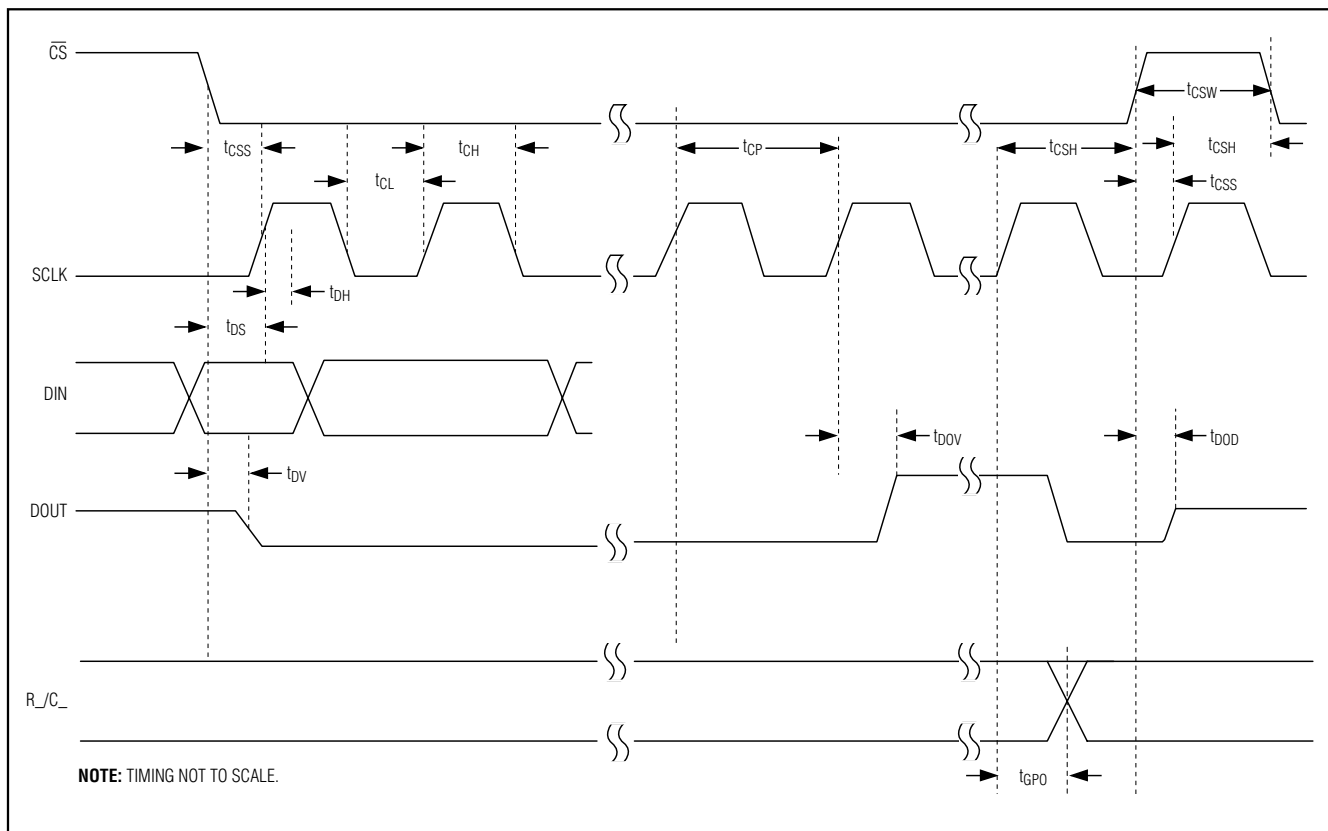 C̅S̅
tCSW
tCSS
tCH
tCP
tCSH
tCSH
tCL
tCSS
SCLK
tDH
tDS
DIN
tDOV
tDOD
tDV
DOUT
R_/C_
NOTE: TIMING NOT TO SCALE.
tGPO